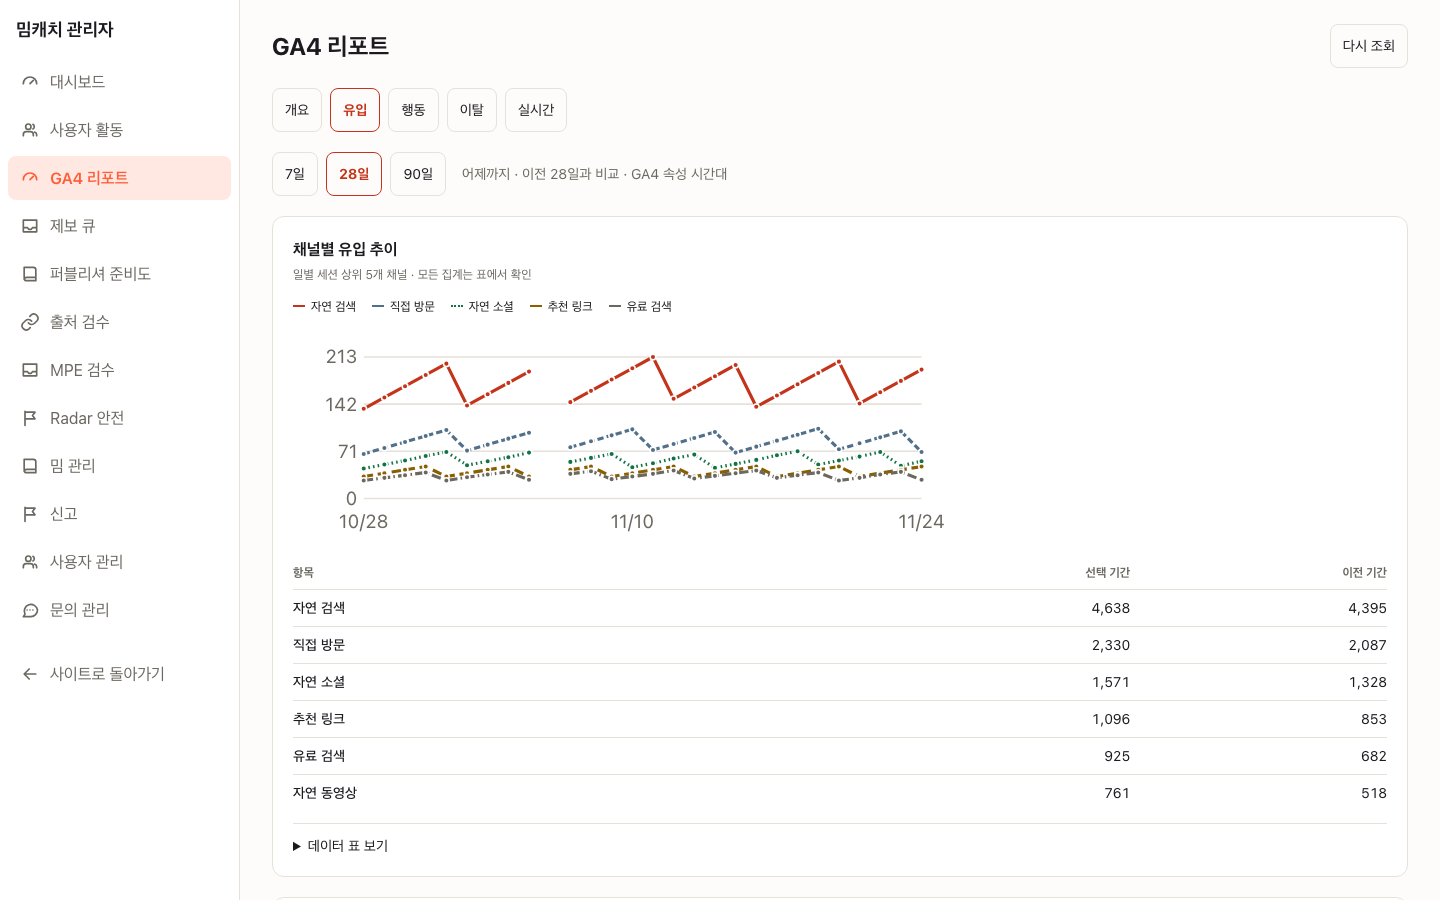 밈캐치 관리자
대시보드
사용자 활동
GA4 리포트
제보 큐
퍼블리셔 준비도
출처 검수
MPE 검수
Radar 안전
밈 관리
신고
사용자 관리
문의 관리
사이트로 돌아가기
GA4 리포트
다시 조회
개요 유입 행동 이탈 실시간
7일 28일 90일 어제까지 · 이전 28일과 비교 · GA4 속성 시간대
채널별 유입 추이
일별 세션 상위 5개 채널 · 모든 집계는 표에서 확인
자연 검색 직접 방문 자연 소셜 추천 링크 유료 검색
213
142
71
0
10/28 11/10 11/24
항목 선택 기간 이전 기간
자연 검색 4,638 4,395
직접 방문 2,330 2,087
자연 소셜 1,571 1,328
추천 링크 1,096 853
유료 검색 925 682
자연 동영상 761 518
데이터 표 보기